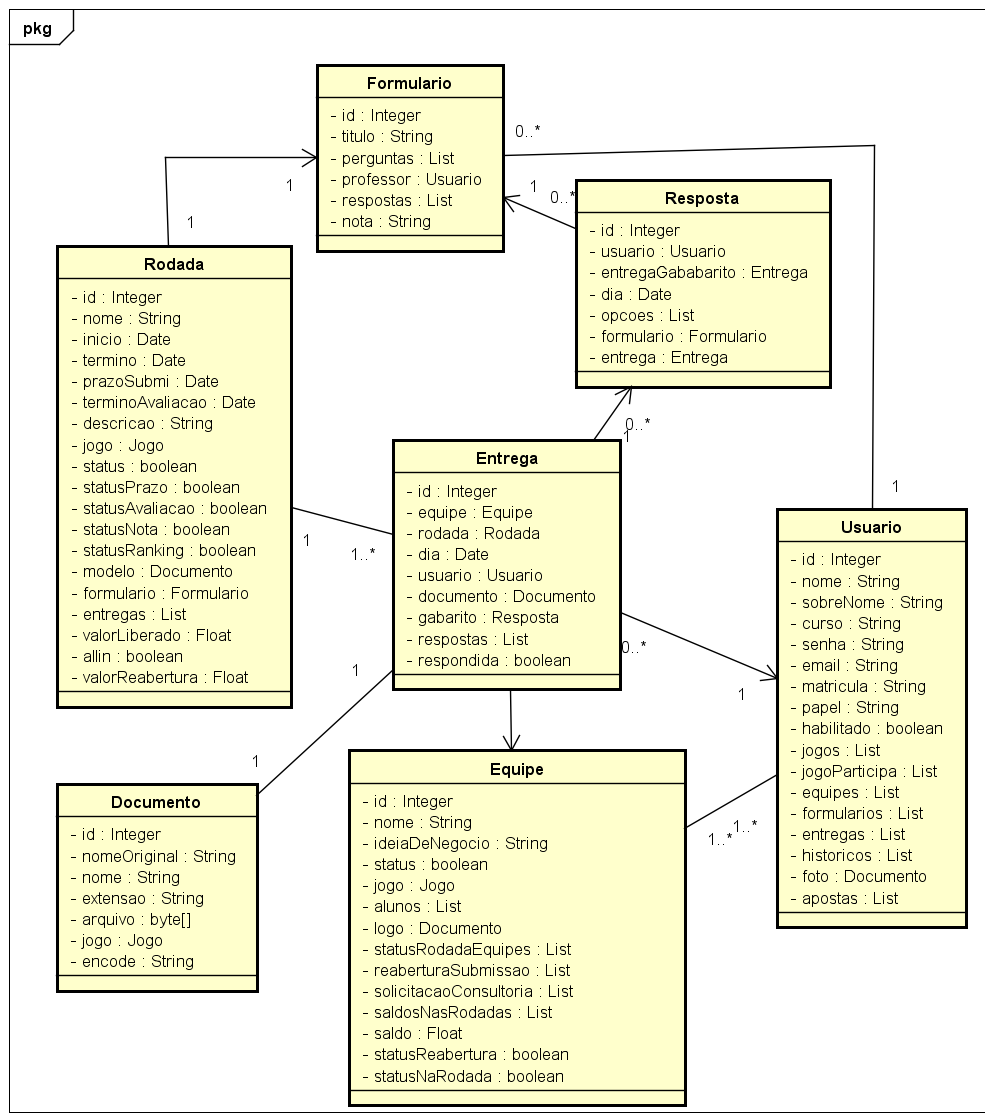 pkg
Formulario
- id : Integer
- titulo : String
- perguntas : List
- professor : Usuario
- respostas : List
- nota : String
0..*
1
1
1
0..*
Resposta
- id : Integer
- usuario : Usuario
- entregaGababarito : Entrega
- dia : Date
- opcoes : List
- formulario : Formulario
- entrega : Entrega
Rodada
- id : Integer
- nome : String
- inicio : Date
- termino : Date
- prazoSubmi : Date
- terminoAvaliacao : Date
- descricao : String
- jogo : Jogo
- status : boolean
- statusPrazo : boolean
- statusAvaliacao : boolean
- statusNota : boolean
- statusRanking : boolean
- modelo : Documento
- formulario : Formulario
- entregas : List
- valorLiberado : Float
- allin : boolean
- valorReabertura : Float
0..*
1
1
1..*
Entrega
- id : Integer
- equipe : Equipe
- rodada : Rodada
- dia : Date
- usuario : Usuario
- documento : Documento
- gabarito : Resposta
- respostas : List
- respondida : boolean
1
Usuario
- id : Integer
- nome : String
- sobreNome : String
- curso : String
- senha : String
- email : String
- matricula : String
- papel : String
- habilitado : boolean
- jogos : List
- jogoParticipa : List
- equipes : List
- formularios : List
- entregas : List
- historicos : List
- foto : Documento
- apostas : List
0..*
1
1
1
Documento
- id : Integer
- nomeOriginal : String
- nome : String
- extensao : String
- arquivo : byte[]
- jogo : Jogo
- encode : String
Equipe
- id : Integer
- nome : String
- ideiaDeNegocio : String
- status : boolean
- jogo : Jogo
- alunos : List
- logo : Documento
- statusRodadaEquipes : List
- reaberturaSubmissao : List
- solicitacaoConsultoria : List
- saldosNasRodadas : List
- saldo : Float
- statusReabertura : boolean
- statusNaRodada : boolean
1..*
1..*